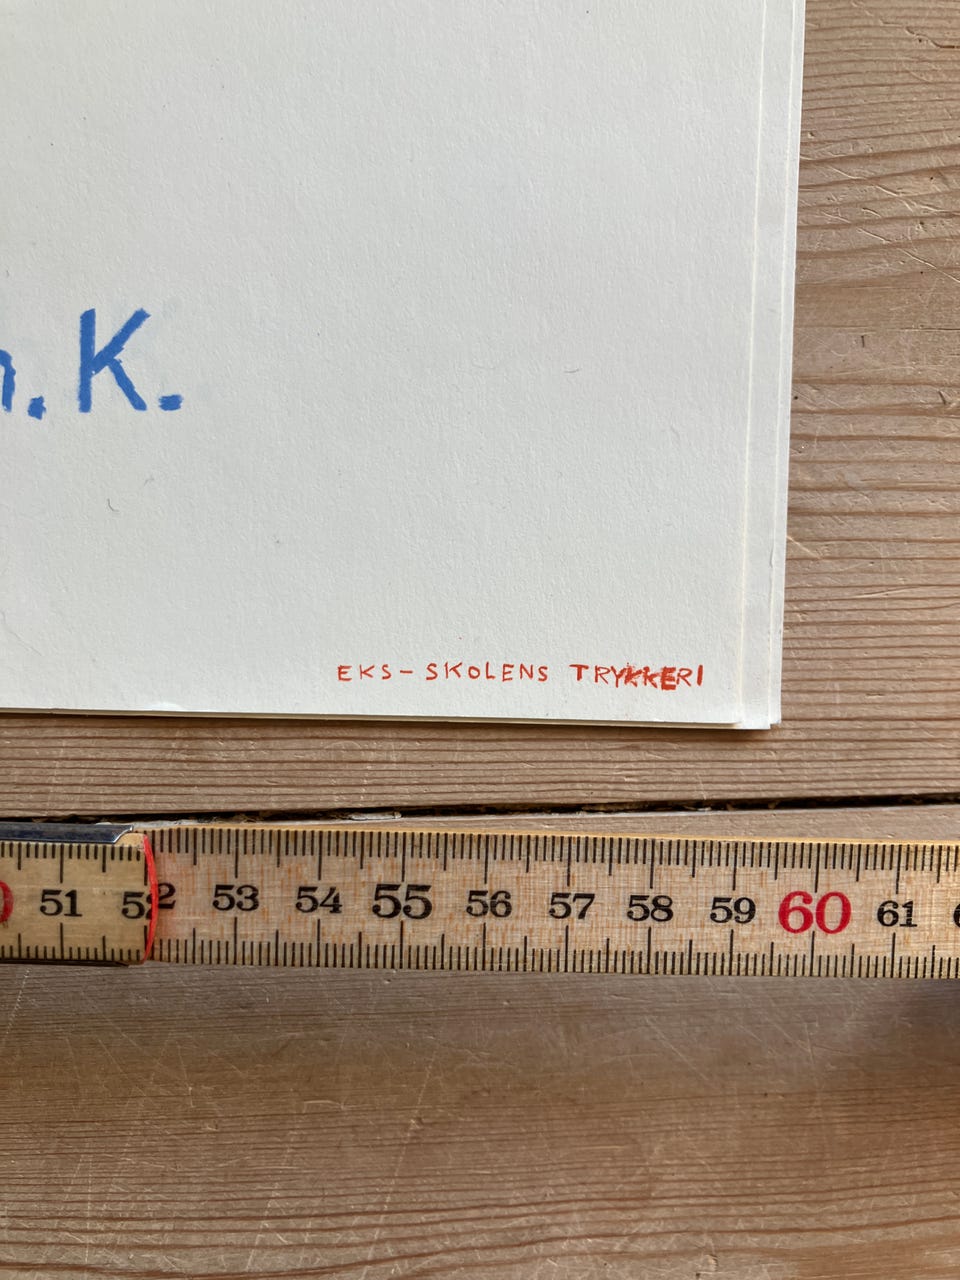 . K.
EKS-SKOLENS TRYKKERI
51 52 53 54 55 56 57 58 59 60 61